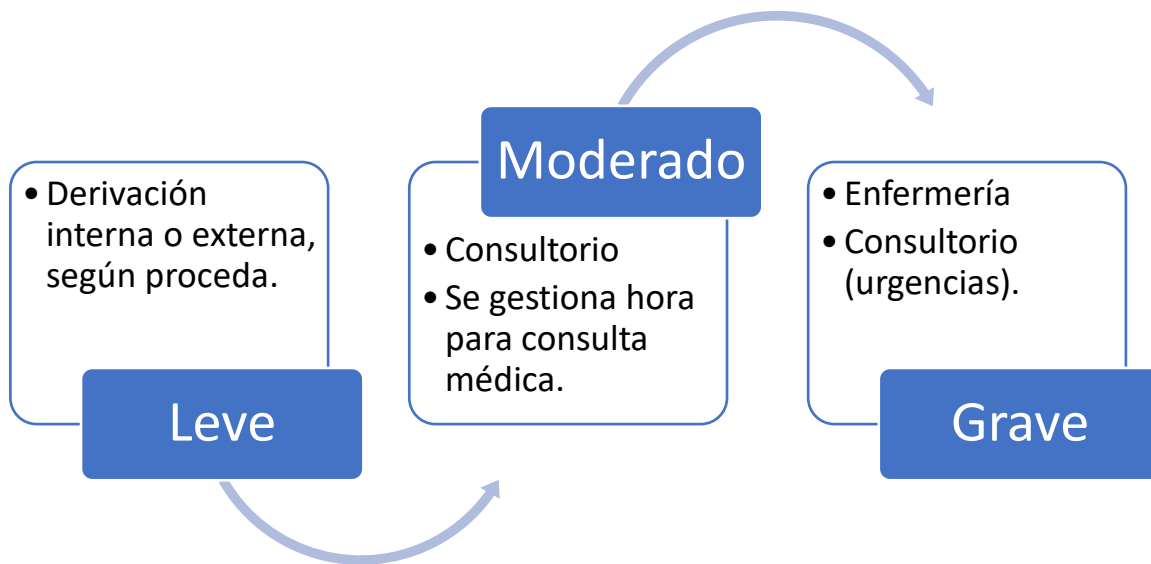 • Derivación
interna o externa,
según proceda.
Leve
Moderado
• Consultorio
• Se gestiona hora
para consulta
médica.
• Enfermería
• Consultorio
(urgencias).
Grave